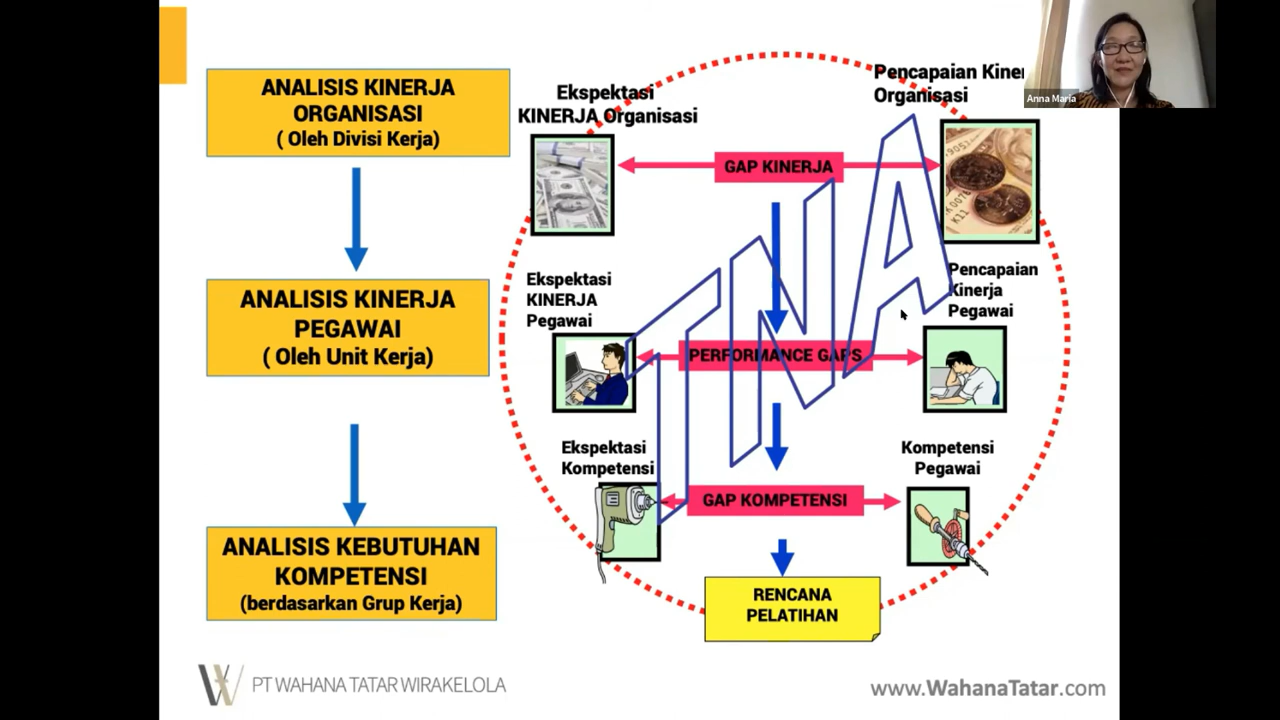 ANALISIS KINERJA
ORGANISASI
( Oleh Divisi Kerja)
ANALISIS KINERJA
PEGAWAI
( Oleh Unit Kerja)
ANALISIS KEBUTUHAN
KOMPETENSI
(berdasarkan Grup Kerja)
Ekspektasi
KINERJA Organisasi
Pencapaian Kiner
Organisasi
Anna Maria
GAP KINERJA
TNA
Ekspektasi
KINERJA
Pegawai
Pencapaian
Kinerja
Pegawai
PERFORMANCE GAPS
Ekspektasi
Kompetensi
Kompetensi
Pegawai
GAP KOMPETENSI
RENCANA
PELATIHAN
PT WAHANA TATAR WIRAKELOLA
www.WahanaTatar.com